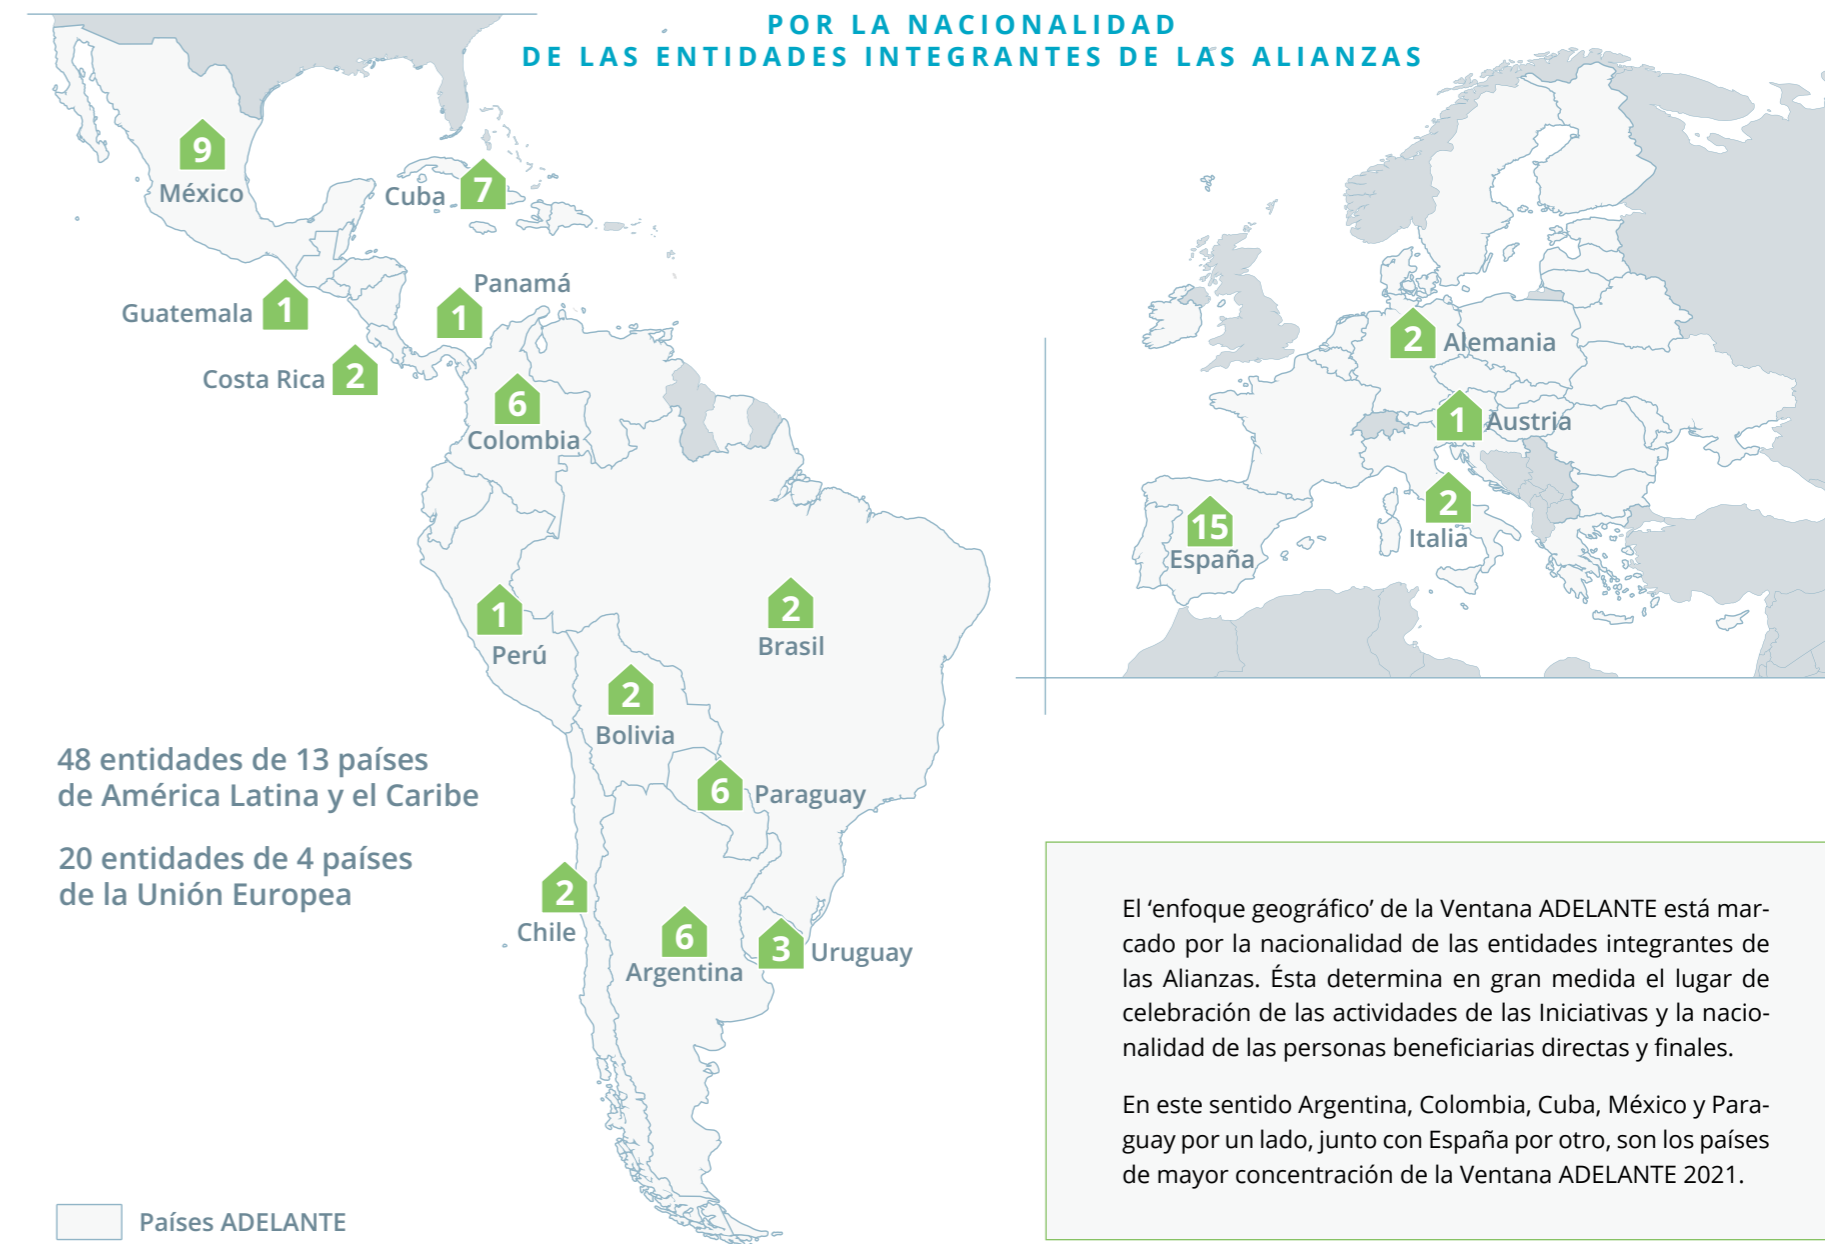 POR LA NACIONALIDAD
DE LAS ENTIDADES INTEGRANTES DE LAS ALIANZAS
9
México
Cuba
7
Guatemala
1
Panamá
1
Costa Rica
2
6
Colombia
1
Perú
2
Brasil
2
Bolivia
6
Paraguay
2
Chile
6
Argentina
3
Uruguay
2
Alemania
1
Austria
2
Italia
15
España
48 entidades de 13 países
de América Latina y el Caribe
20 entidades de 4 países
de la Unión Europea
Países ADELANTE
El ‘enfoque geográfico’ de la Ventana ADELANTE está mar-
cado por la nacionalidad de las entidades integrantes de
las Alianzas. Ésta determina en gran medida el lugar de
celebración de las actividades de las Iniciativas y la nacio-
nalidad de las personas beneficiarias directas y finales.
En este sentido Argentina, Colombia, Cuba, México y Para-
guay por un lado, junto con España por otro, son los países
de mayor concentración de la Ventana ADELANTE 2021.